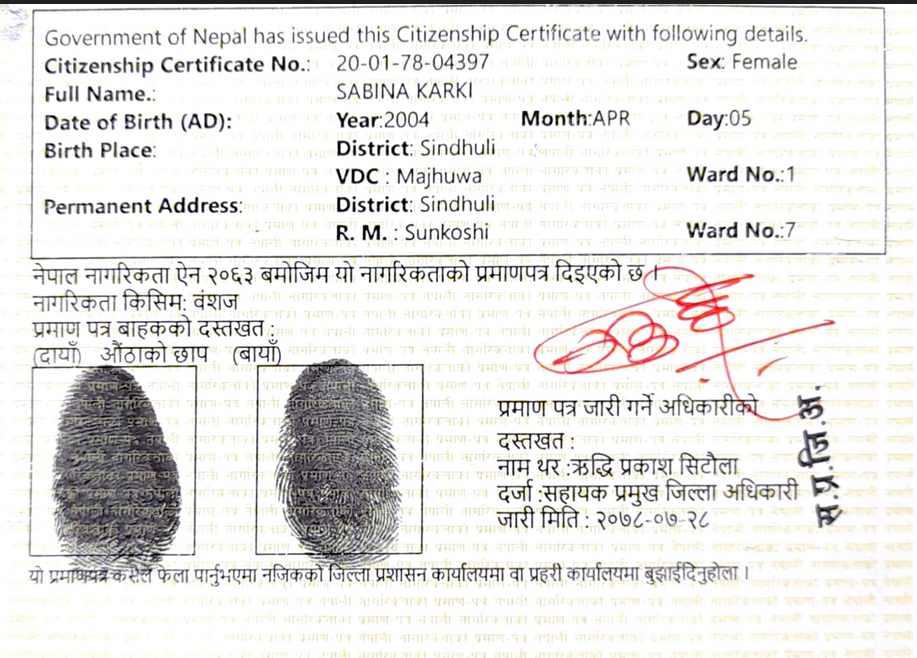 Government of Nepal has issued this Citizenship Certificate with following details.
Citizenship Certificate No.: 20-01-78-04397 Sex: Female
Full Name.: SABINA KARKI
Date of Birth (AD): Year:2004 Month:APR Day:05
Birth Place: District: Sindhuli
VDC : Majhuwa Ward No.:1
Permanent Address: District: Sindhuli
R. M. : Sunkoshi Ward No.:7
नेपाल नागरिकता ऐन २०६३ बमोजिम यो नागरिकताको प्रमाणपत्र दिइएको छ ।
नागरिकता किसिम: वंशज
प्रमाण पत्र बाहकको दस्तखत :
(दायाँ) औंठाको छाप (बायाँ)
प्रमाण पत्र जारी गर्ने अधिकारीको
दस्तखत :
नाम थर :ऋद्धि प्रकाश सिटौला
दर्जा :सहायक प्रमुख जिल्ला अधिकारी
जारी मिति : २०७८-०७-२८
स.प्र.जि.अ.
यो प्रमाणपत्र कसैले फेला पार्नुभएमा नजिकको जिल्ला प्रशासन कार्यालयमा वा प्रहरी कार्यालयमा बुझाईदिनुहोला ।